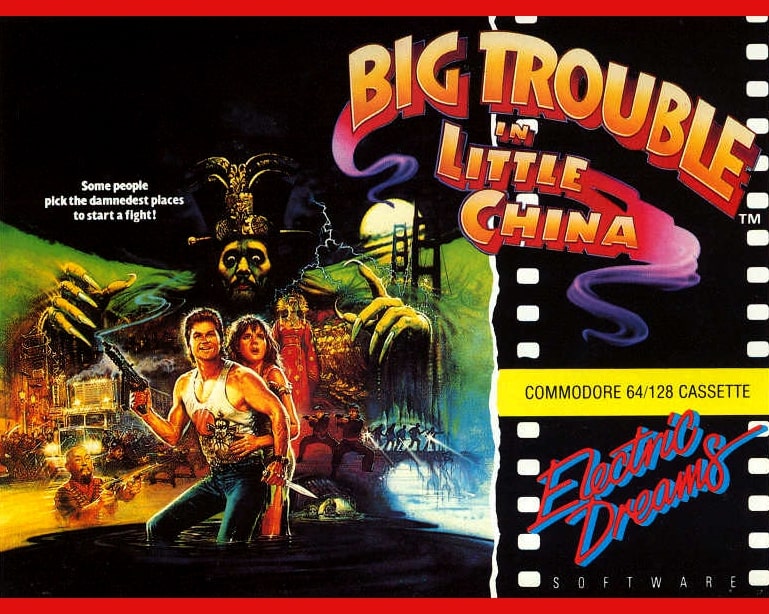 BIG TROUBLE
IN
LITTLE
CHINA
TM
Some people
pick the damnedest places
to start a fight!
COMMODORE 64/128 CASSETTE
Electric
Dreams
SOFTWARE